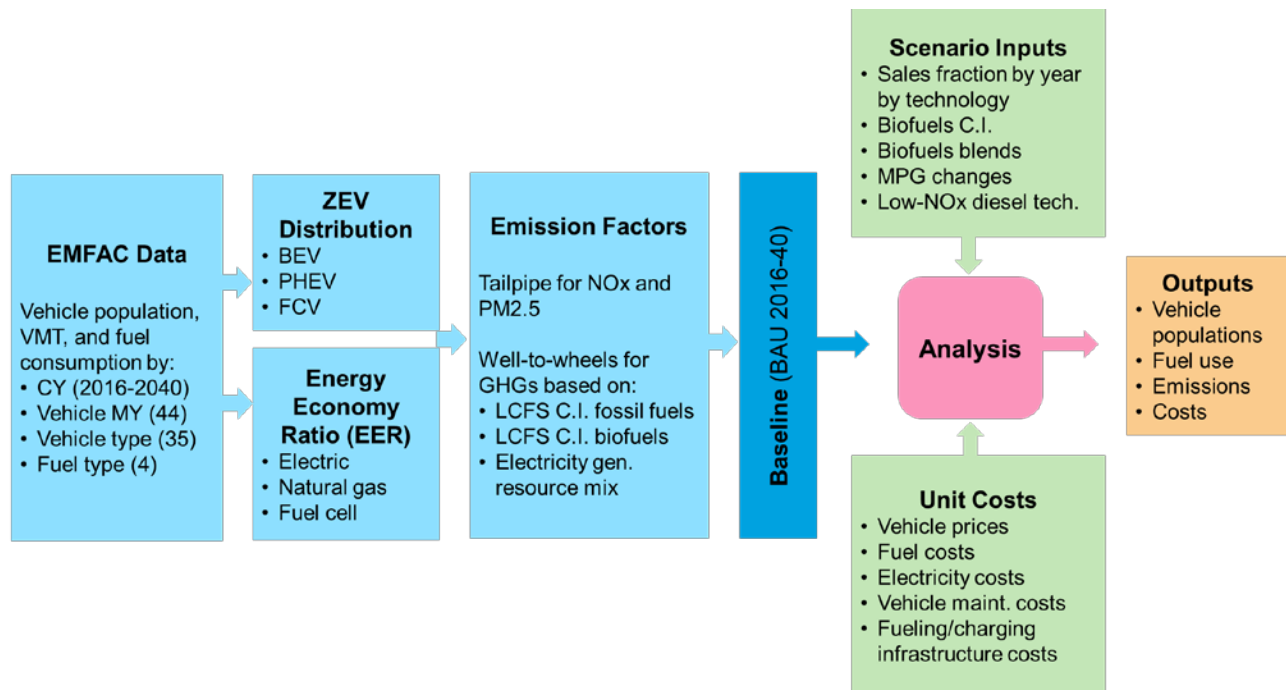 EMFAC Data
Vehicle population,
VMT, and fuel
consumption by:
• CY (2016-2040)
• Vehicle MY (44)
• Vehicle type (35)
• Fuel type (4)
ZEV
Distribution
• BEV
• PHEV
• FCV
Energy
Economy
Ratio (EER)
• Electric
• Natural gas
• Fuel cell
Emission Factors
Tailpipe for NOx and
PM2.5
Well-to-wheels for
GHGs based on:
• LCFS C.I. fossil fuels
• LCFS C.I. biofuels
• Electricity gen.
resource mix
Baseline (BAU 2016-40)
Scenario Inputs
• Sales fraction by year
by technology
• Biofuels C.I.
• Biofuels blends
• MPG changes
• Low-NOx diesel tech.
Analysis
Unit Costs
• Vehicle prices
• Fuel costs
• Electricity costs
• Vehicle maint. costs
• Fueling/charging
infrastructure costs
Outputs
• Vehicle
populations
• Fuel use
• Emissions
• Costs